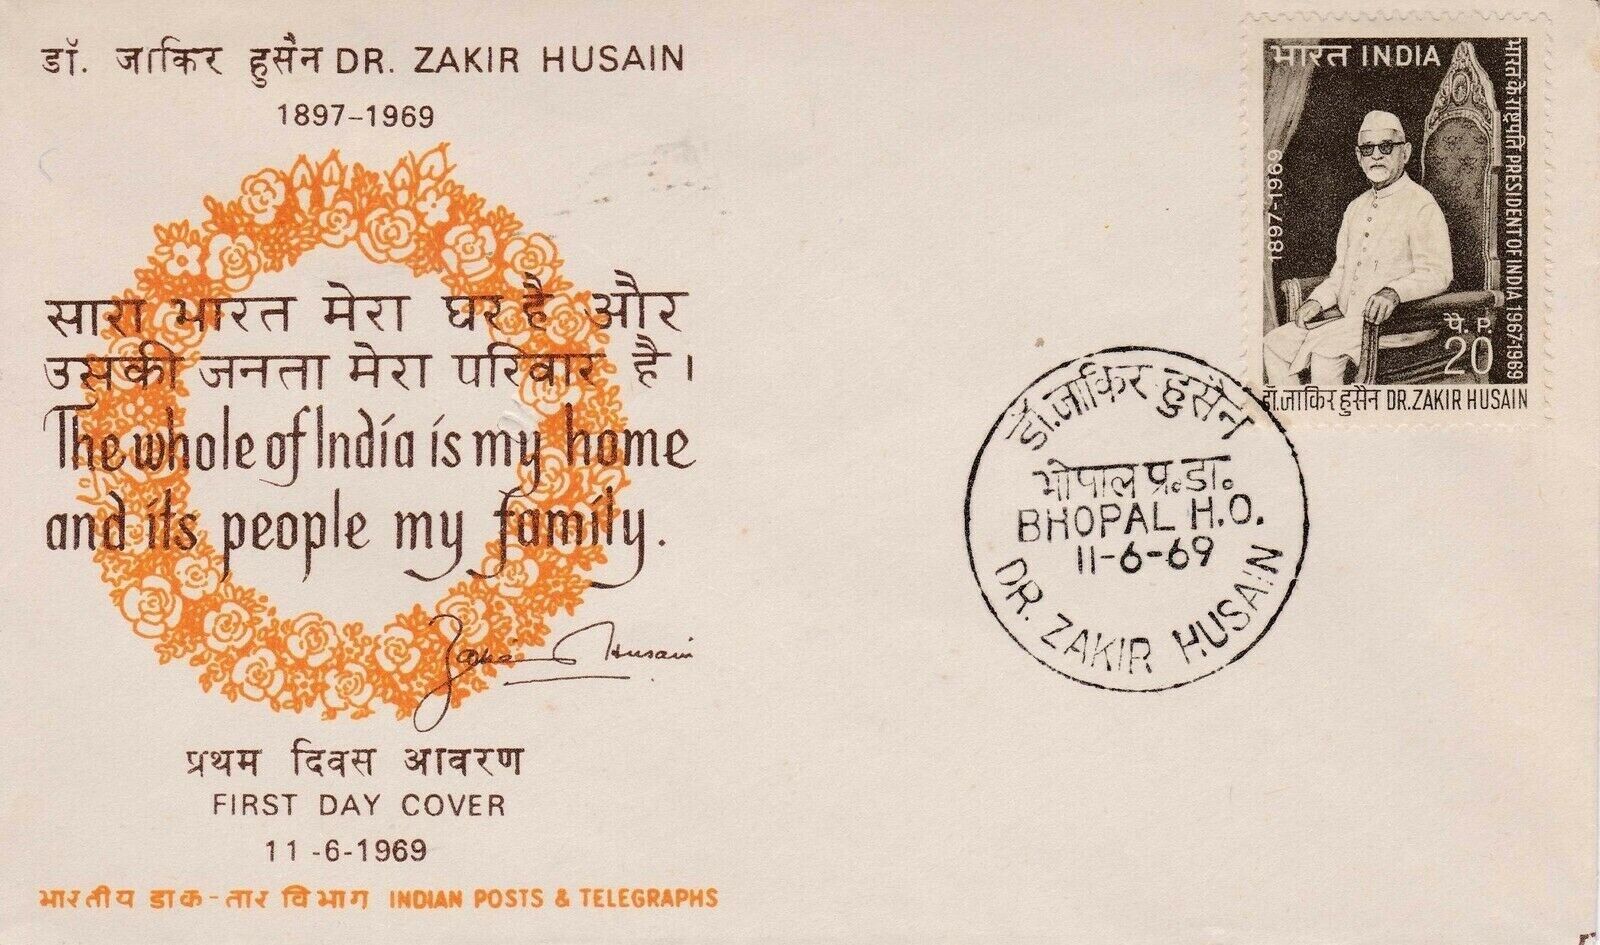 डॉ. जाकिर हुसैन DR. ZAKIR HUSAIN
1897-1969
सारा भारत मेरा घर है और
उसकी जनता मेरा परिवार है।
The whole of India is my home
and its people my family.
Zakir Husain
प्रथम दिवस आवरण
FIRST DAY COVER
11-6-1969
भारतीय डाक-तार विभाग INDIAN POSTS & TELEGRAPHS
भारत INDIA
1897-1969
भारत के राष्ट्रपति PRESIDENT OF INDIA 1967-1969
पै. P.
20
डॉ. जाकिर हुसैन DR. ZAKIR HUSAIN
डॉ. जाकिर हुसैन
भोपाल प्र. डा.
BHOPAL H.O.
11-6-69
DR. ZAKIR HUSAIN